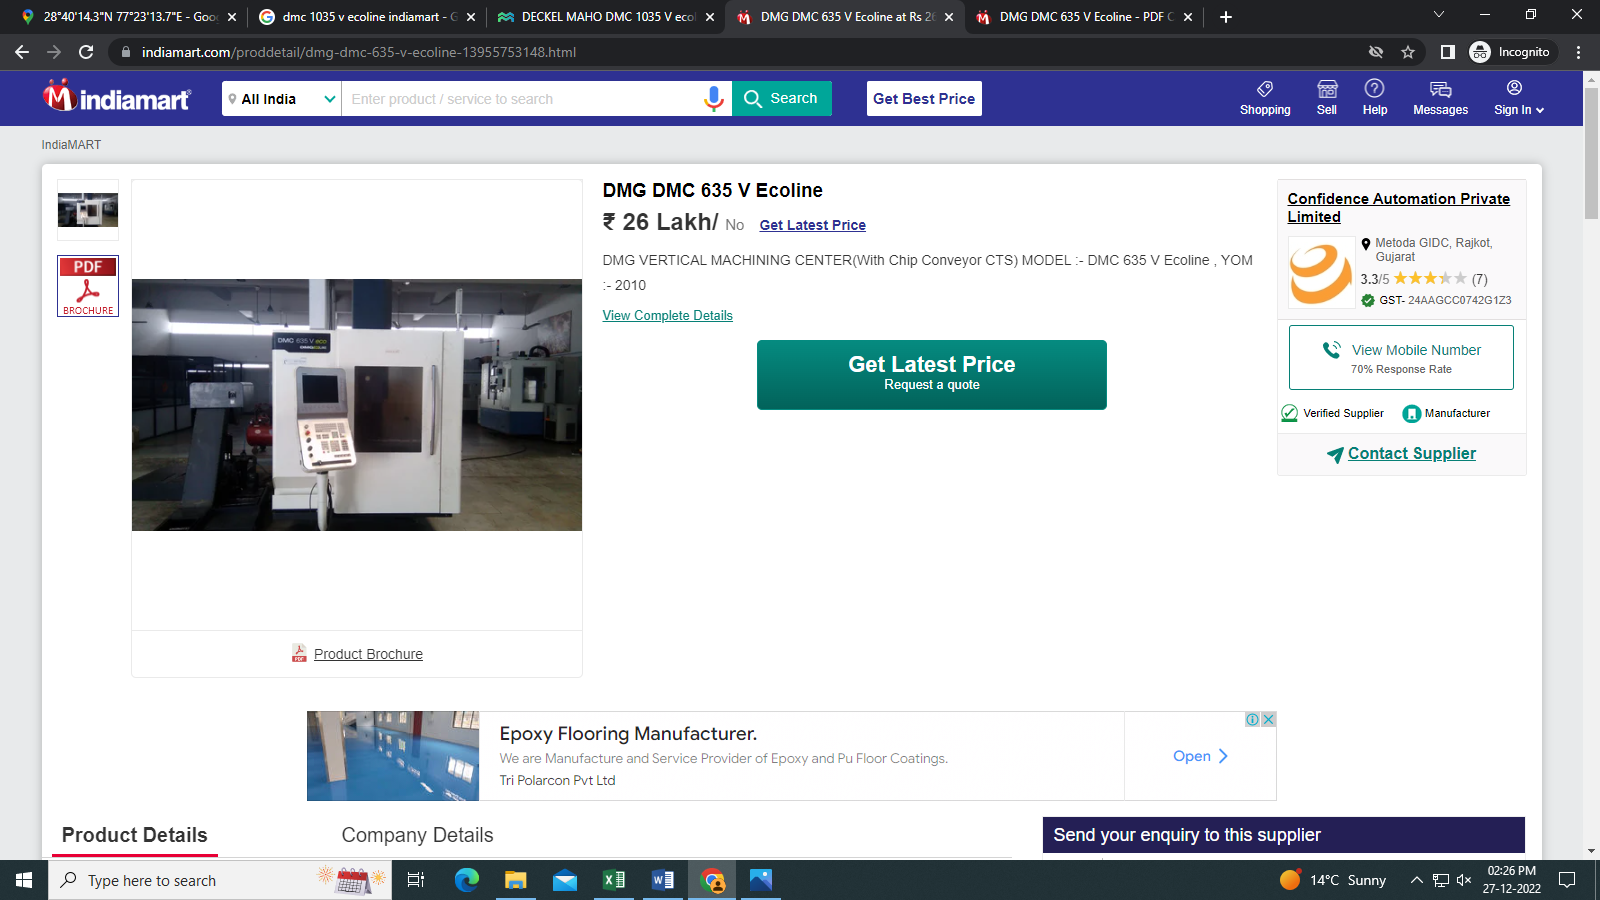 28°40'14.3"N 77°23'13.7"E - Goo
dmc 1035 v ecoline indiamart - G
DECKEL MAHO DMC 1035 V ecol
DMG DMC 635 V Ecoline at Rs 26
DMG DMC 635 V Ecoline - PDF C
indiamart.com/proddetail/dmg-dmc-635-v-ecoline-13955753148.html
Incognito
indiamart
All India
Enter product / service to search
Search
Get Best Price
Shopping
Sell
Help
Messages
Sign In
IndiaMART
PDF
BROCHURE
DMC 635 V eco
Product Brochure
DMG DMC 635 V Ecoline
₹ 26 Lakh/ No Get Latest Price
DMG VERTICAL MACHINING CENTER(With Chip Conveyor CTS) MODEL :- DMC 635 V Ecoline , YOM
:- 2010
View Complete Details
Get Latest Price
Request a quote
Confidence Automation Private
Limited
Metoda GIDC, Rajkot,
Gujarat
3.3/5 (7)
GST- 24AAGCC0742G1Z3
View Mobile Number
70% Response Rate
Verified Supplier
Manufacturer
Contact Supplier
Epoxy Flooring Manufacturer.
We are Manufacture and Service Provider of Epoxy and Pu Floor Coatings.
Tri Polarcon Pvt Ltd
Open
Product Details
Company Details
Send your enquiry to this supplier
Type here to search
14°C Sunny
02:26 PM
27-12-2022